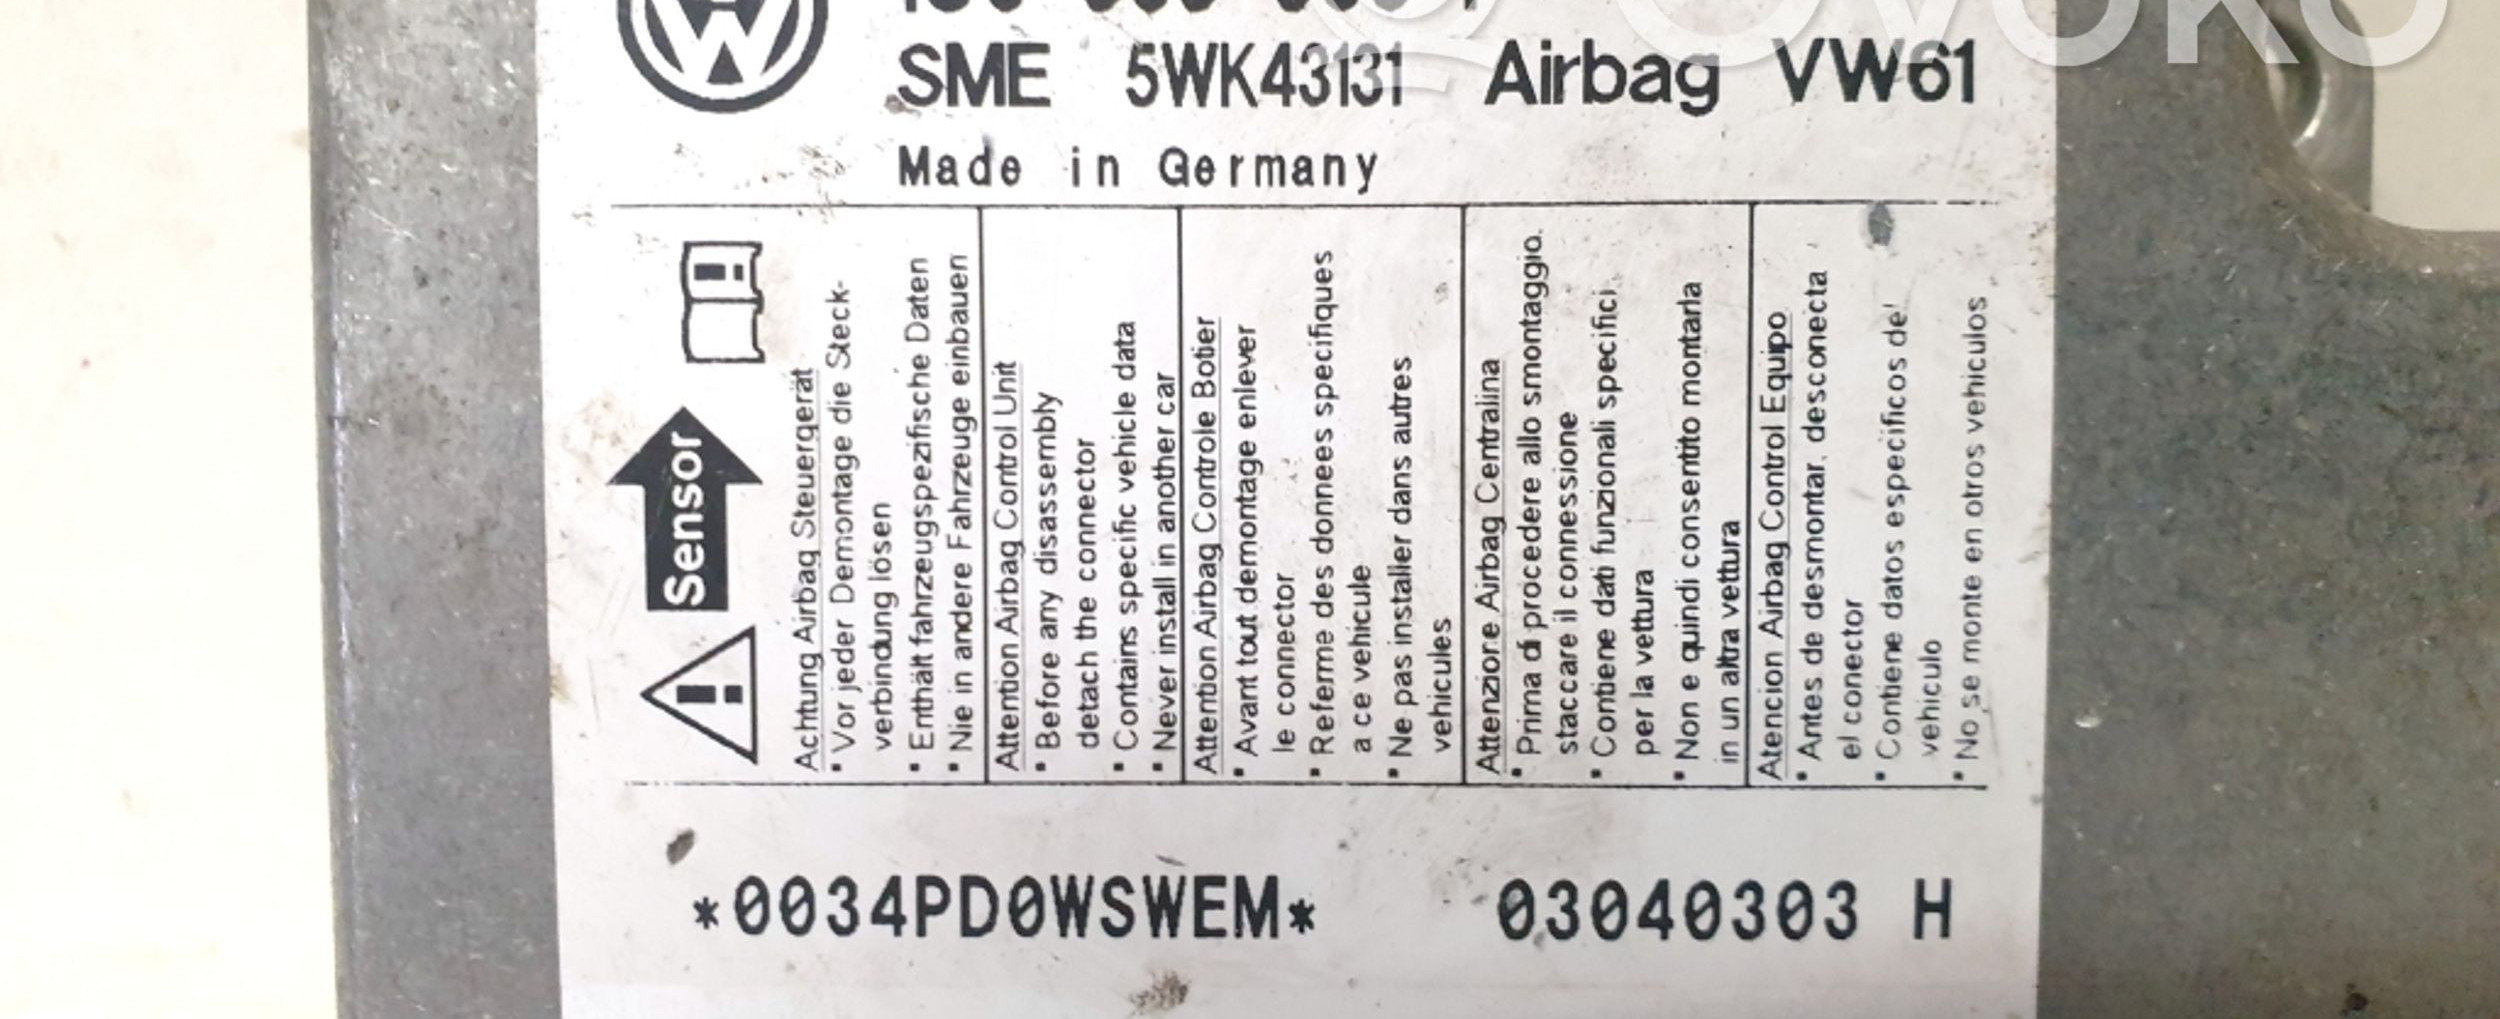 OVOKO
SME 5WK43131 Airbag VW61
Made in Germany
Sensor
Achtung Airbag Steuergerät
• Vor jeder Demontage die Steck-
verbindung lösen
• Enthält fahrzeugspezifische Daten
• Nie in andere Fahrzeuge einbauen
Attention Airbag Control Unit
• Before any disassembly
detach the connector
• Contains specific vehicle data
• Never install in another car
Attention Airbag Controle Botier
• Avant tout demontage enlever
le connector
• Referme des donnees specifiques
a ce vehicule
• Ne pas installer dans autres
vehicules
Attenzione Airbag Centralina
• Prima di procedere allo smontaggio.
staccare il connessione
• Contiene dati funzionali specifici
per la vettura
• Non e quindi consentito montarla
in un altra vettura
Atencion Airbag Control Equipo
• Antes de desmontar, desconecta
el conector
• Contiene datos especificos del
vehiculo
• No se monte en otros vehiculos
*0034PD0WSWEM* 03040303 H